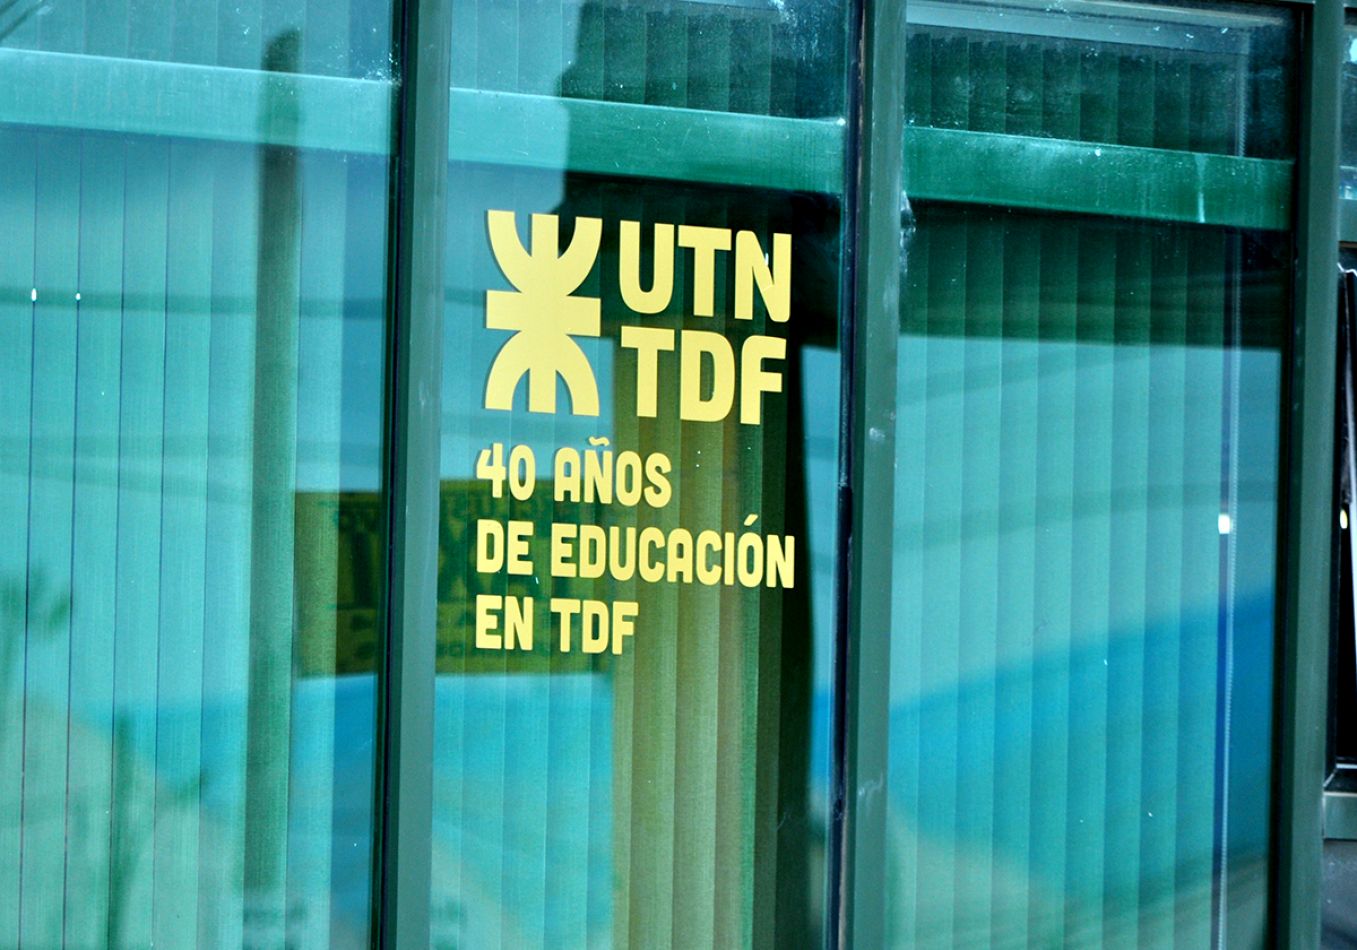 UTN
TDF
40 AÑOS
DE EDUCACIÓN
EN TDF